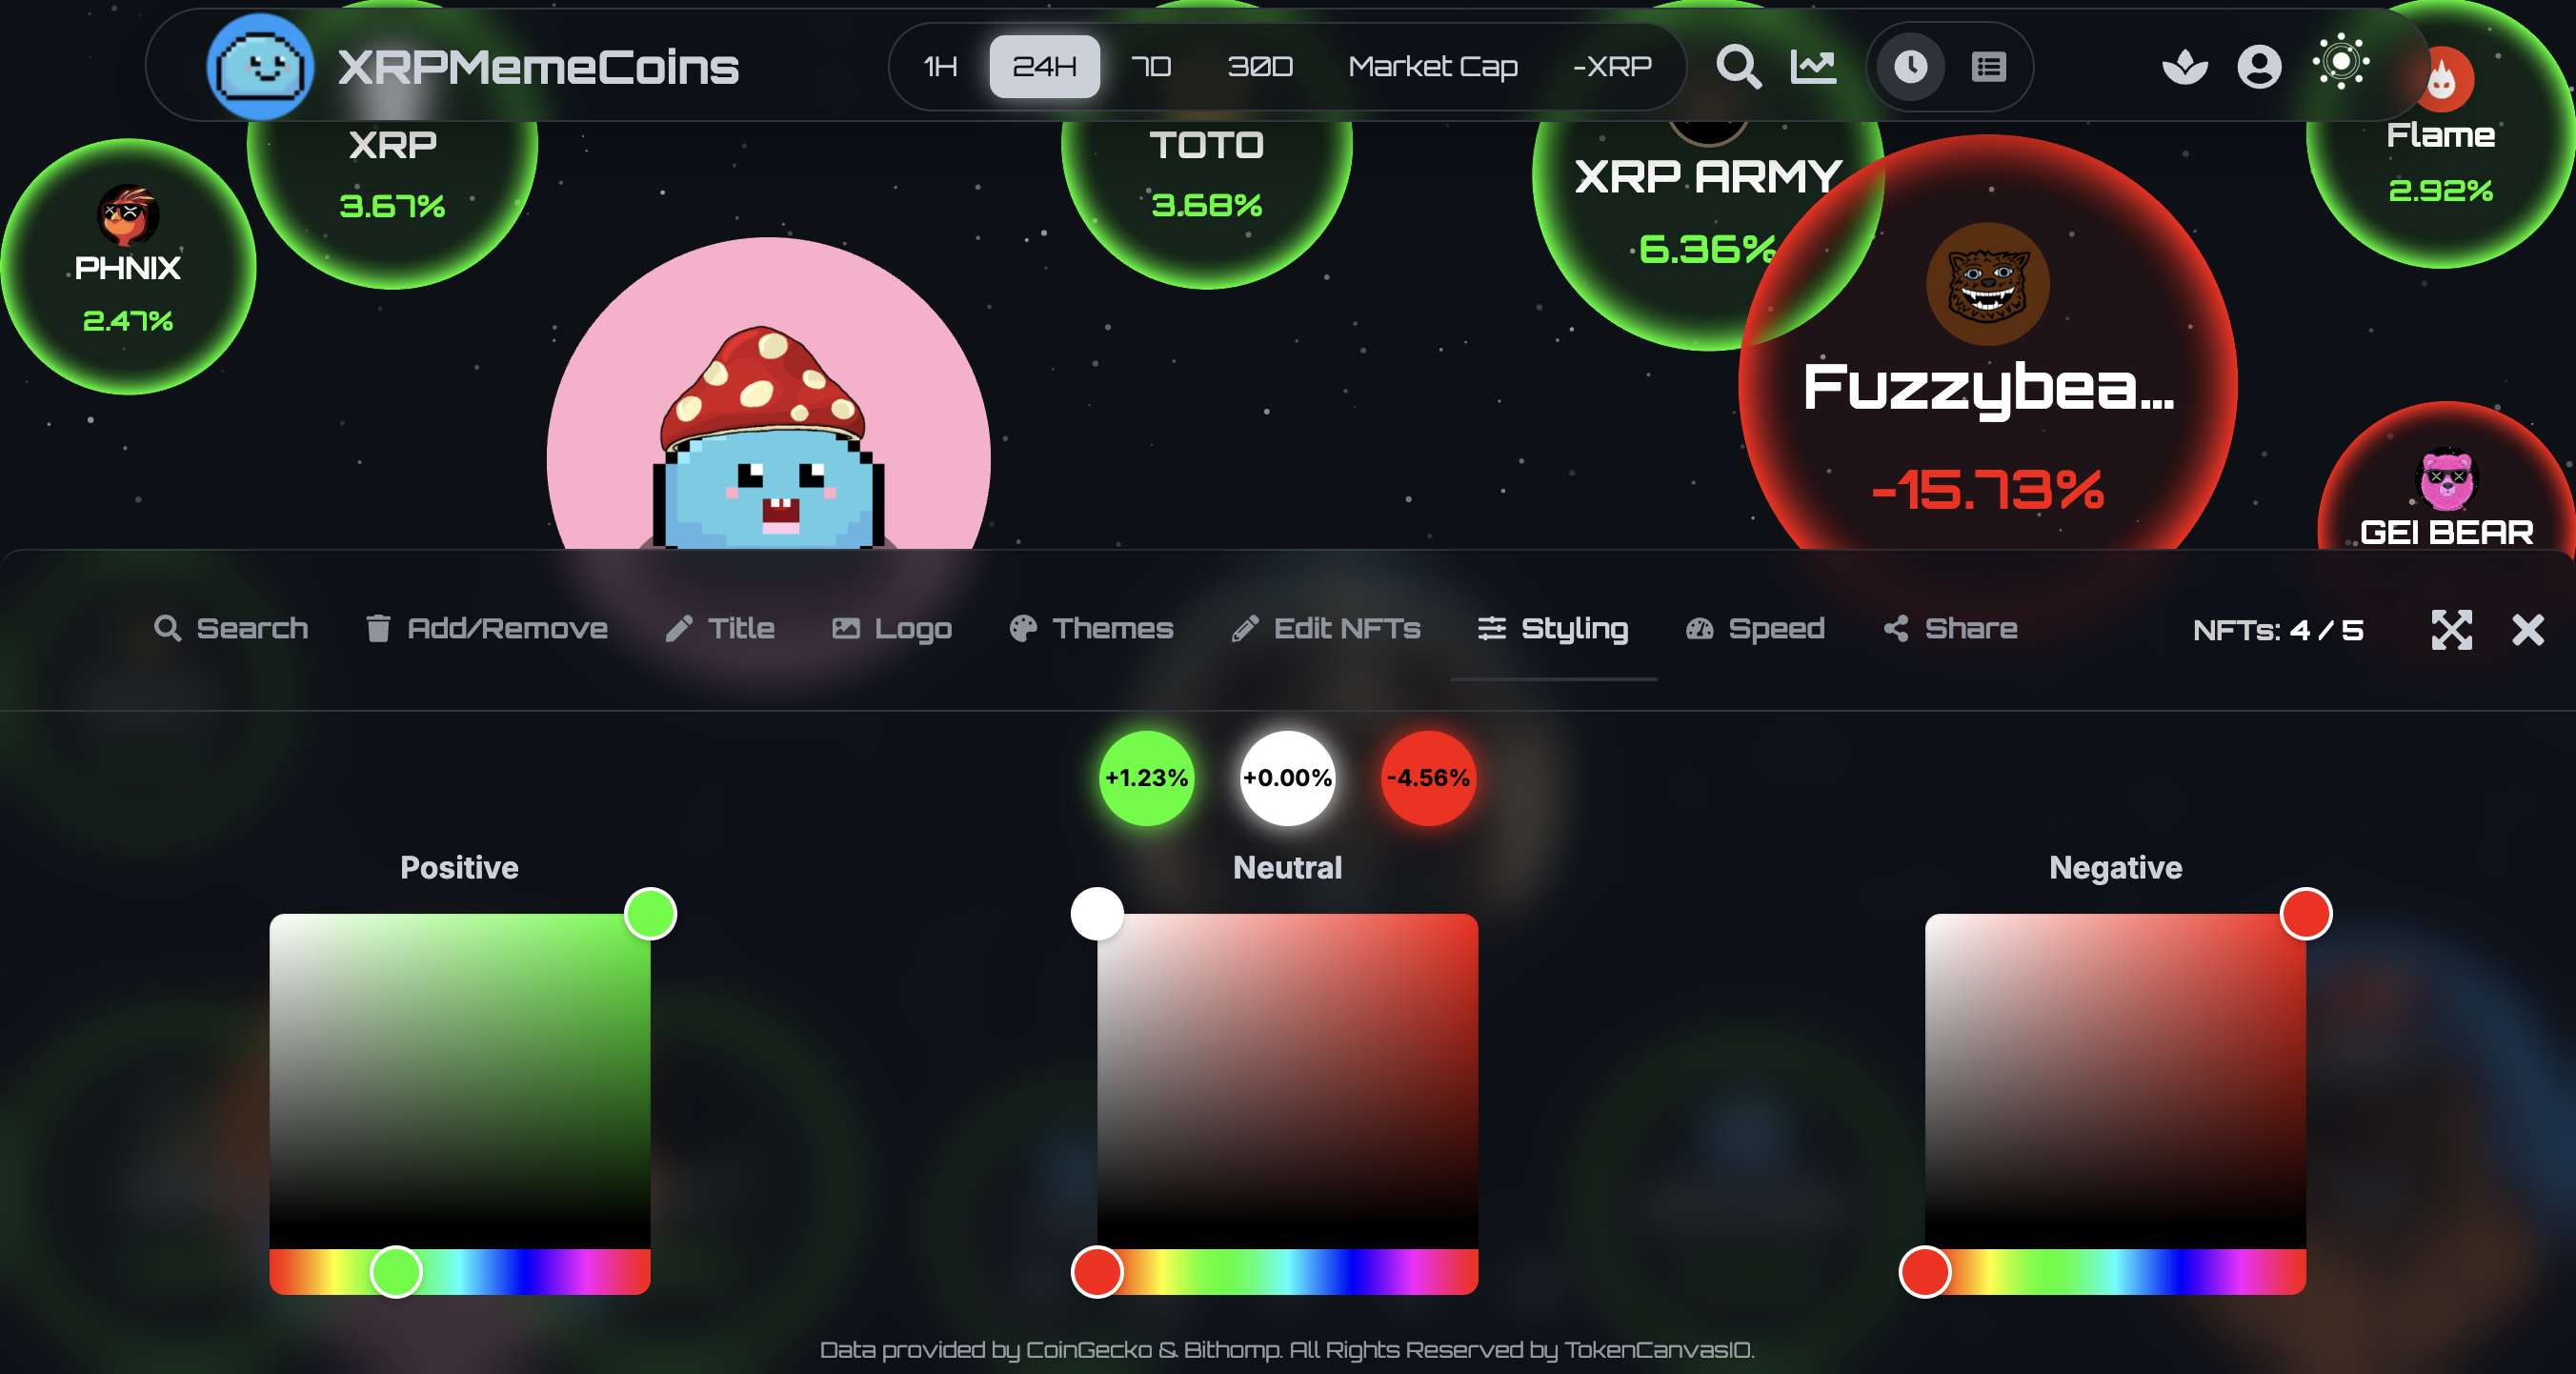 XRPMemeCoins
1H 24H 7D 30D Market Cap -XRP
XRP
3.67%
TOTO
3.68%
XRP ARMY
6.36%
Flame
2.92%
PHNIX
2.47%
Fuzzybea...
-15.73%
GEI BEAR
Search Add/Remove Title Logo Themes Edit NFTs Styling Speed Share NFTs: 4 / 5
+1.23% +0.00% -4.56%
Positive Neutral Negative
Data provided by CoinGecko & Bithomp. All Rights Reserved by TokenCanvasIO.